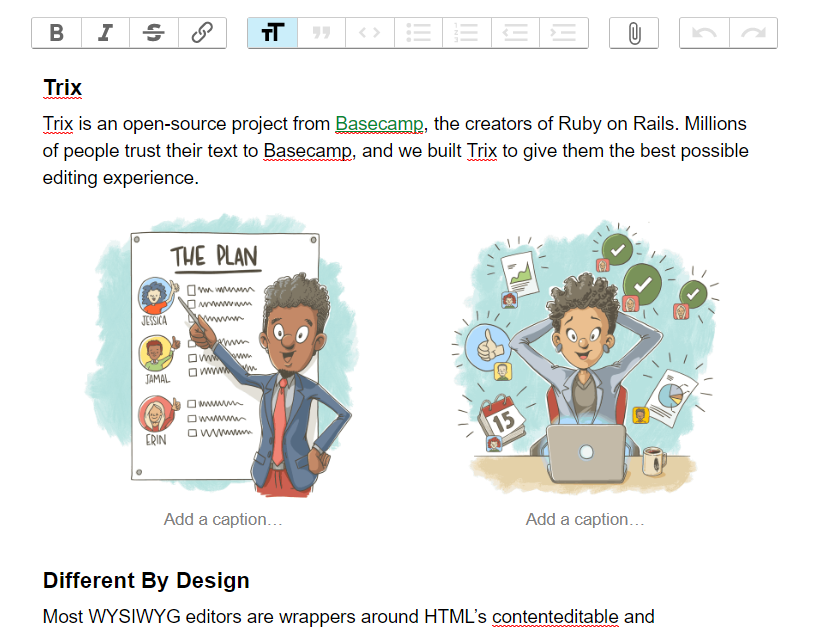 B I S
Trix
Trix is an open-source project from Basecamp, the creators of Ruby on Rails. Millions
of people trust their text to Basecamp, and we built Trix to give them the best possible
editing experience.
THE PLAN
JESSICA
JAMAL
ERIN
15
Add a caption…
Add a caption…
Different By Design
Most WYSIWYG editors are wrappers around HTML’s contenteditable and